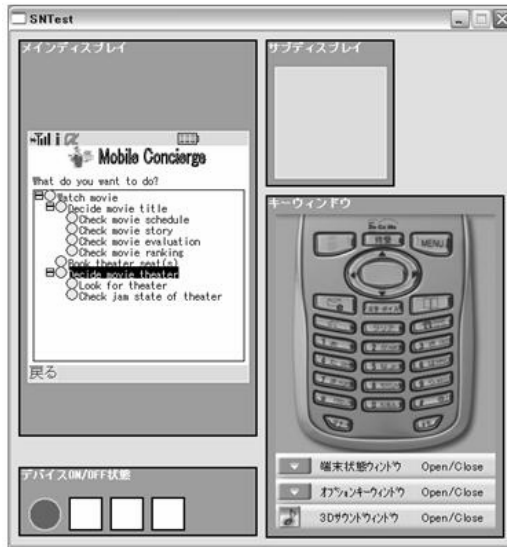 SNTest
メインディスプレイ
Mobile Concierge
What do you want to do?
Watch movie
Decide movie title
Check movie schedule
Check movie story
Check movie evaluation
Check movie ranking
Book theater seat(s)
Decide movie theater
Look for theater
Check jam state of theater
戻る
デバイスON/OFF状態
サブディスプレイ
キーウィンドウ
MENU
クリア
端末状態ウィンドウ Open/Close
オプションキーウィンドウ Open/Close
3Dサウンドウィンドウ Open/Close